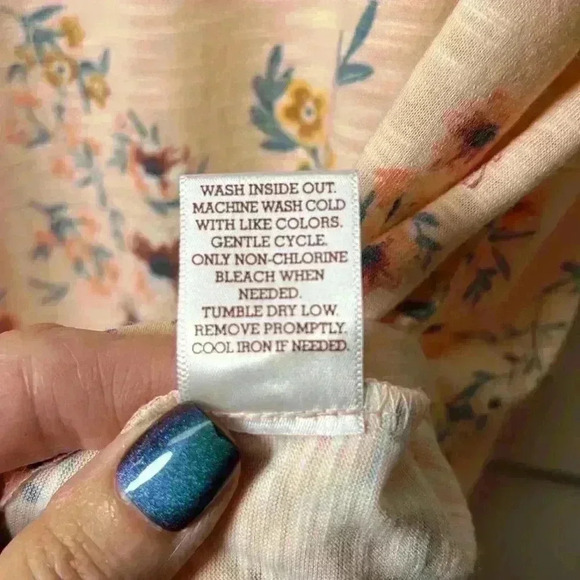 WASH INSIDE OUT.
MACHINE WASH COLD
WITH LIKE COLORS.
GENTLE CYCLE.
ONLY NON-CHLORINE
BLEACH WHEN
NEEDED.
TUMBLE DRY LOW.
REMOVE PROMPTLY.
COOL IRON IF NEEDED.